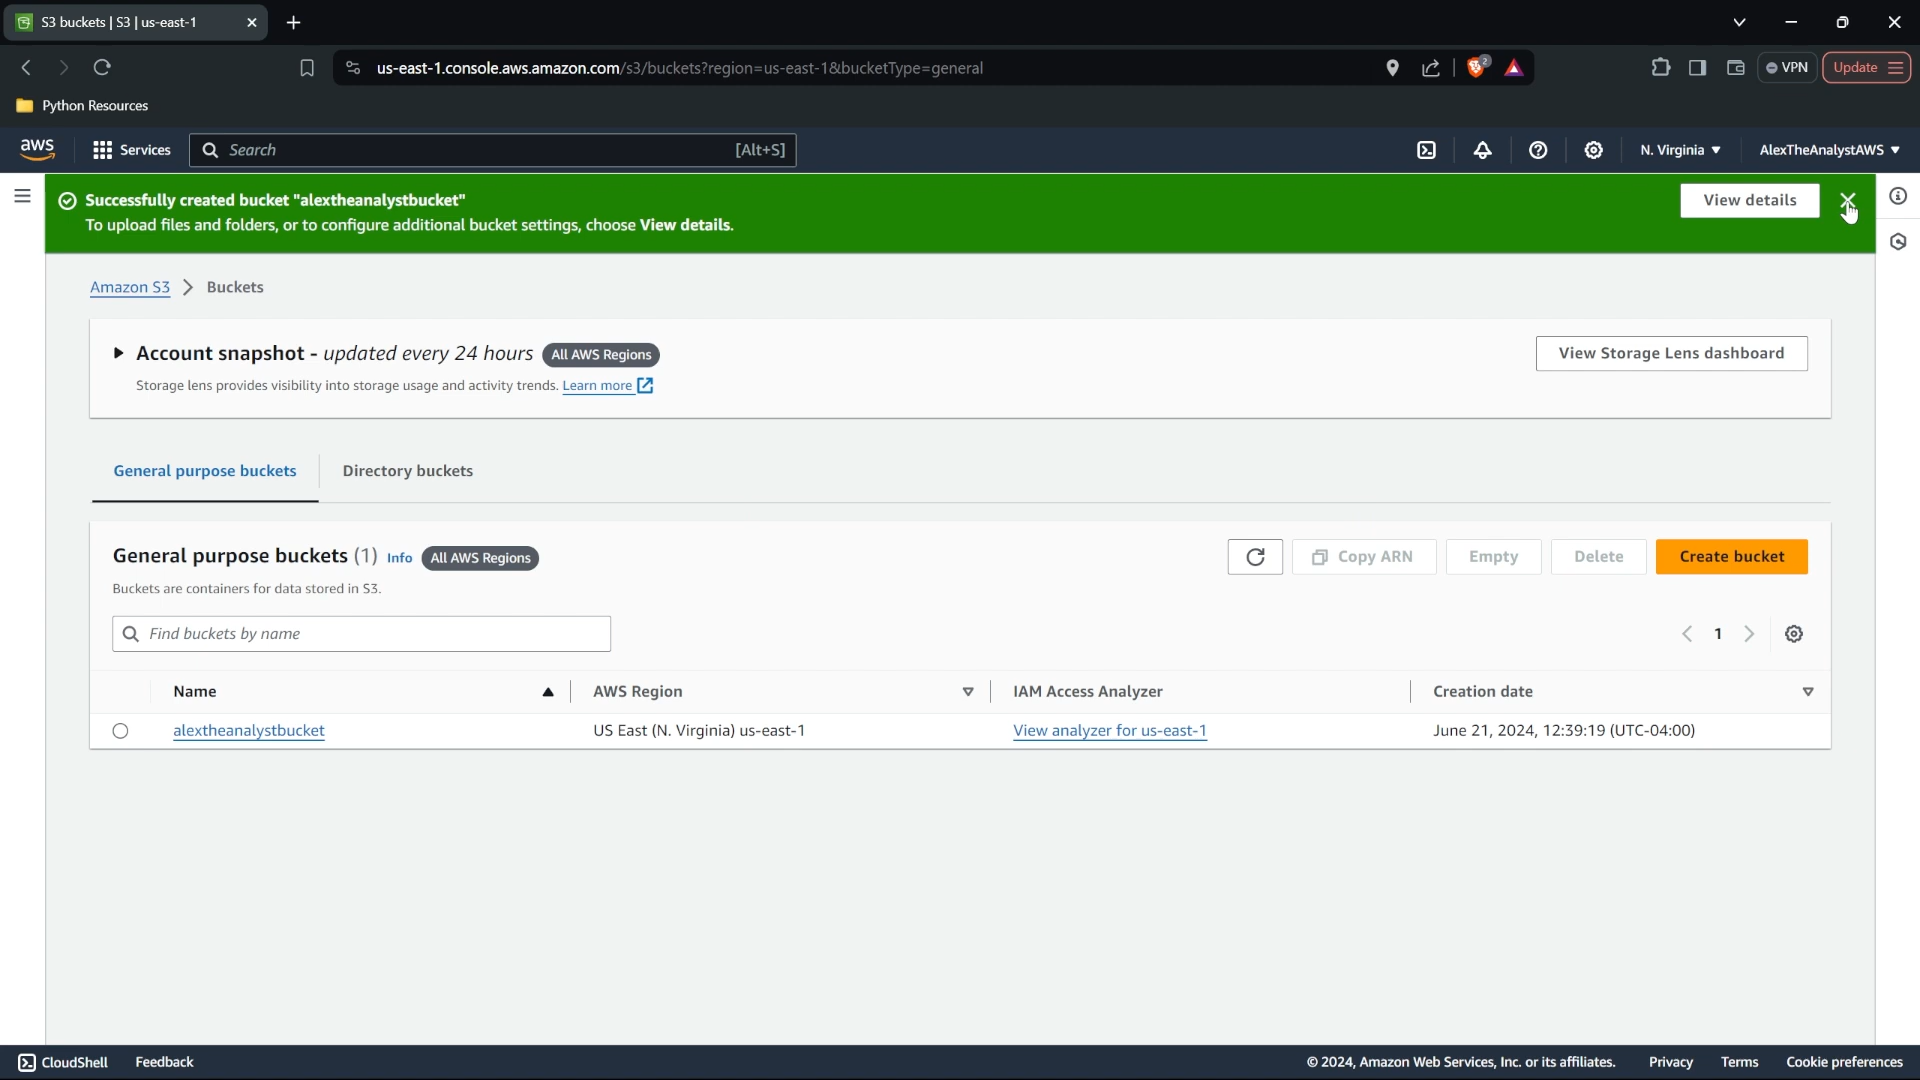 S3 buckets | S3 | us-east-1
us-east-1.console.aws.amazon.com/s3/buckets?region=us-east-1&bucketType=general
2
VPN
Update
Python Resources
aws
Services
Search
[Alt+S]
N. Virginia
AlexTheAnalystAWS
Successfully created bucket "alextheanalystbucket"
To upload files and folders, or to configure additional bucket settings, choose View details.
View details
Amazon S3 > Buckets
Account snapshot - updated every 24 hours All AWS Regions
Storage lens provides visibility into storage usage and activity trends. Learn more
View Storage Lens dashboard
General purpose buckets
Directory buckets
General purpose buckets (1) Info All AWS Regions
Buckets are containers for data stored in S3.
Copy ARN
Empty
Delete
Create bucket
Find buckets by name
1
Name
AWS Region
IAM Access Analyzer
Creation date
alextheanalystbucket
US East (N. Virginia) us-east-1
View analyzer for us-east-1
June 21, 2024, 12:39:19 (UTC-04:00)
CloudShell
Feedback
© 2024, Amazon Web Services, Inc. or its affiliates.
Privacy
Terms
Cookie preferences